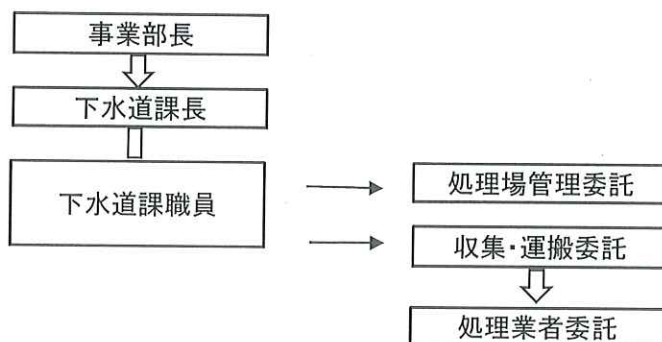 事業部長
下水道課長
下水道課職員
処理場管理委託
収集・運搬委託
処理業者委託